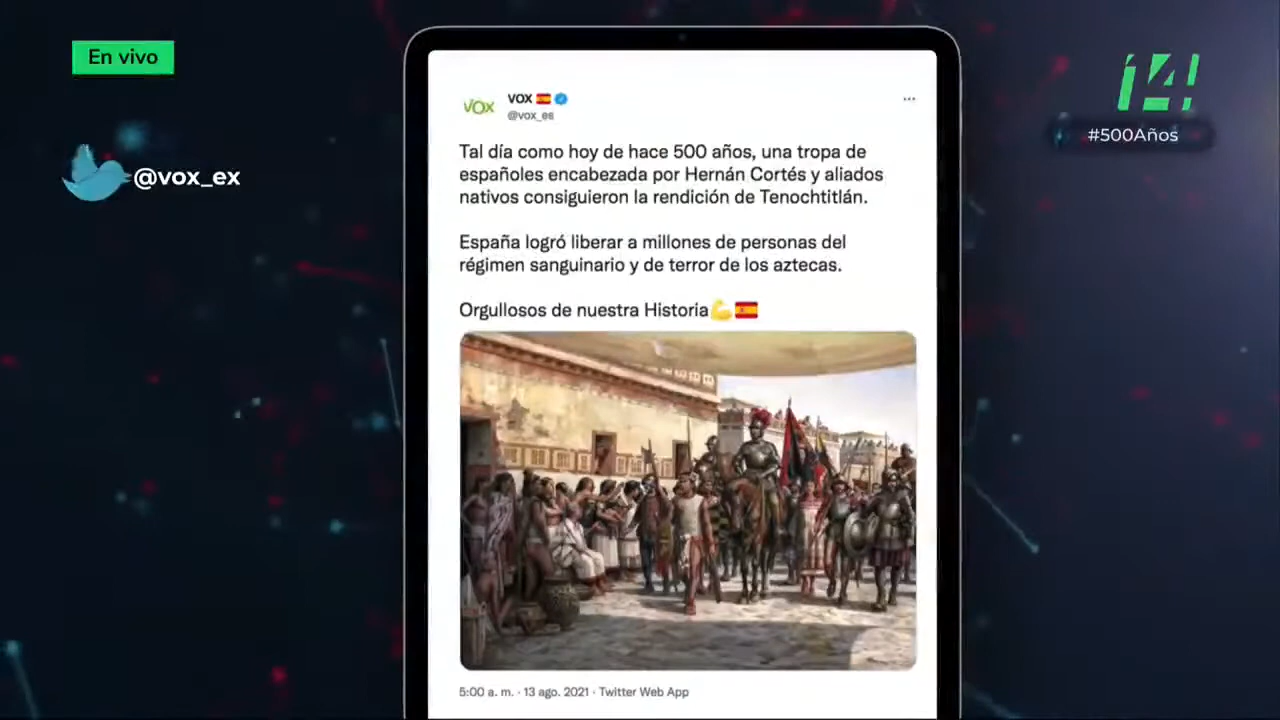 En vivo
@vox_ex
¡14!
#500Años
VOX
VOX
@vox_es
Tal día como hoy de hace 500 años, una tropa de
españoles encabezada por Hernán Cortés y aliados
nativos consiguieron la rendición de Tenochtitlán.
España logró liberar a millones de personas del
régimen sanguinario y de terror de los aztecas.
Orgullosos de nuestra Historia💪🇪🇸
5:00 a. m. · 13 ago. 2021 · Twitter Web App